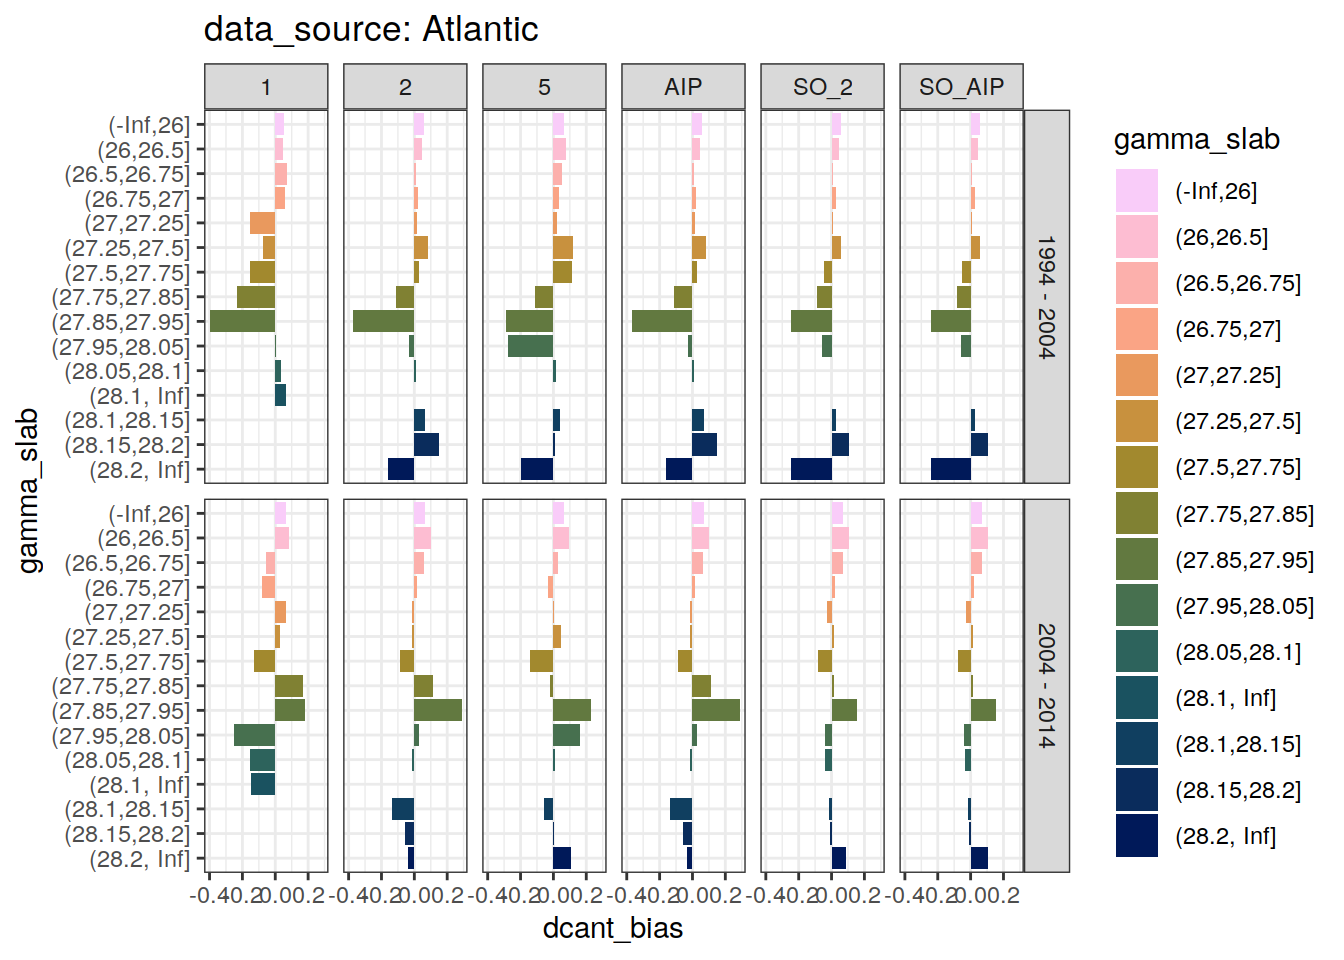 data_source: Atlantic
1 2 5 AIP SO_2 SO_AIP
gamma_slab
(-Inf,26]
(26,26.5]
(26.5,26.75]
(26.75,27]
(27,27.25]
(27.25,27.5]
(27.5,27.75]
(27.75,27.85]
(27.85,27.95]
(27.95,28.05]
(28.05,28.1]
(28.1, Inf]
(28.1,28.15]
(28.15,28.2]
(28.2, Inf]
1994 - 2004
(-Inf,26]
(26,26.5]
(26.5,26.75]
(26.75,27]
(27,27.25]
(27.25,27.5]
(27.5,27.75]
(27.75,27.85]
(27.85,27.95]
(27.95,28.05]
(28.05,28.1]
(28.1, Inf]
(28.1,28.15]
(28.15,28.2]
(28.2, Inf]
2004 - 2014
-0.4 -0.2 0.0 0.2 -0.4 -0.2 0.0 0.2 -0.4 -0.2 0.0 0.2 -0.4 -0.2 0.0 0.2 -0.4 -0.2 0.0 0.2 -0.4 -0.2 0.0 0.2
dcant_bias
gamma_slab
(-Inf,26]
(26,26.5]
(26.5,26.75]
(26.75,27]
(27,27.25]
(27.25,27.5]
(27.5,27.75]
(27.75,27.85]
(27.85,27.95]
(27.95,28.05]
(28.05,28.1]
(28.1, Inf]
(28.1,28.15]
(28.15,28.2]
(28.2, Inf]